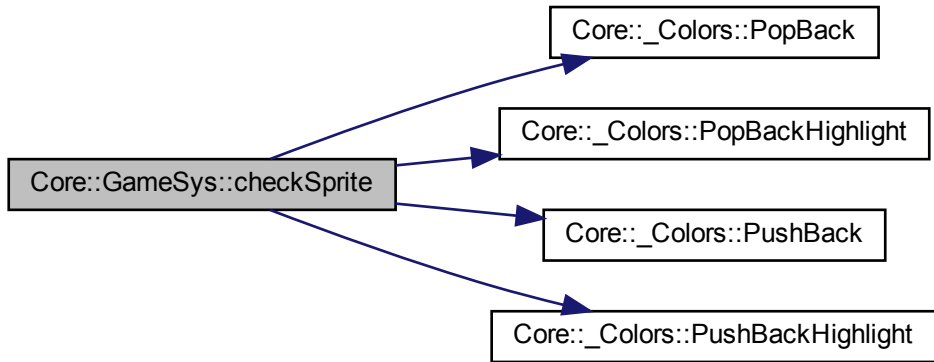 Core::_Colors::PopBack
Core::_Colors::PopBackHighlight
Core::GameSys::checkSprite
Core::_Colors::PushBack
Core::_Colors::PushBackHighlight